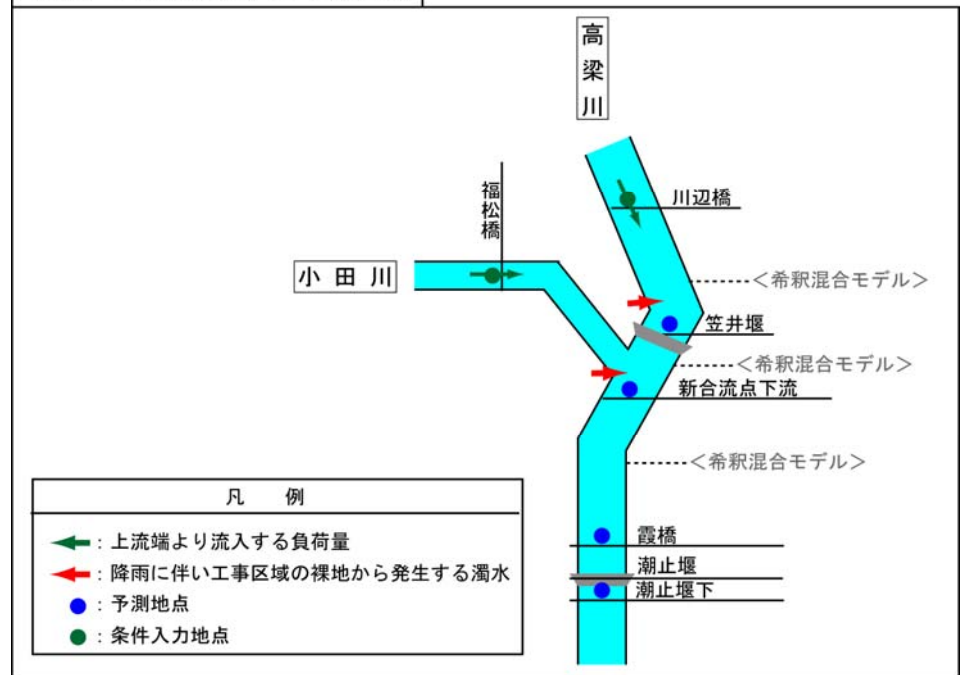 高梁川
福松橋
川辺橋
小田川
<希釈混合モデル>
笠井堰
<希釈混合モデル>
新合流点下流
<希釈混合モデル>
凡 例
: 上流端より流入する負荷量
: 降雨に伴い工事区域の裸地から発生する濁水
: 予測地点
: 条件入力地点
霞橋
潮止堰
潮止堰下